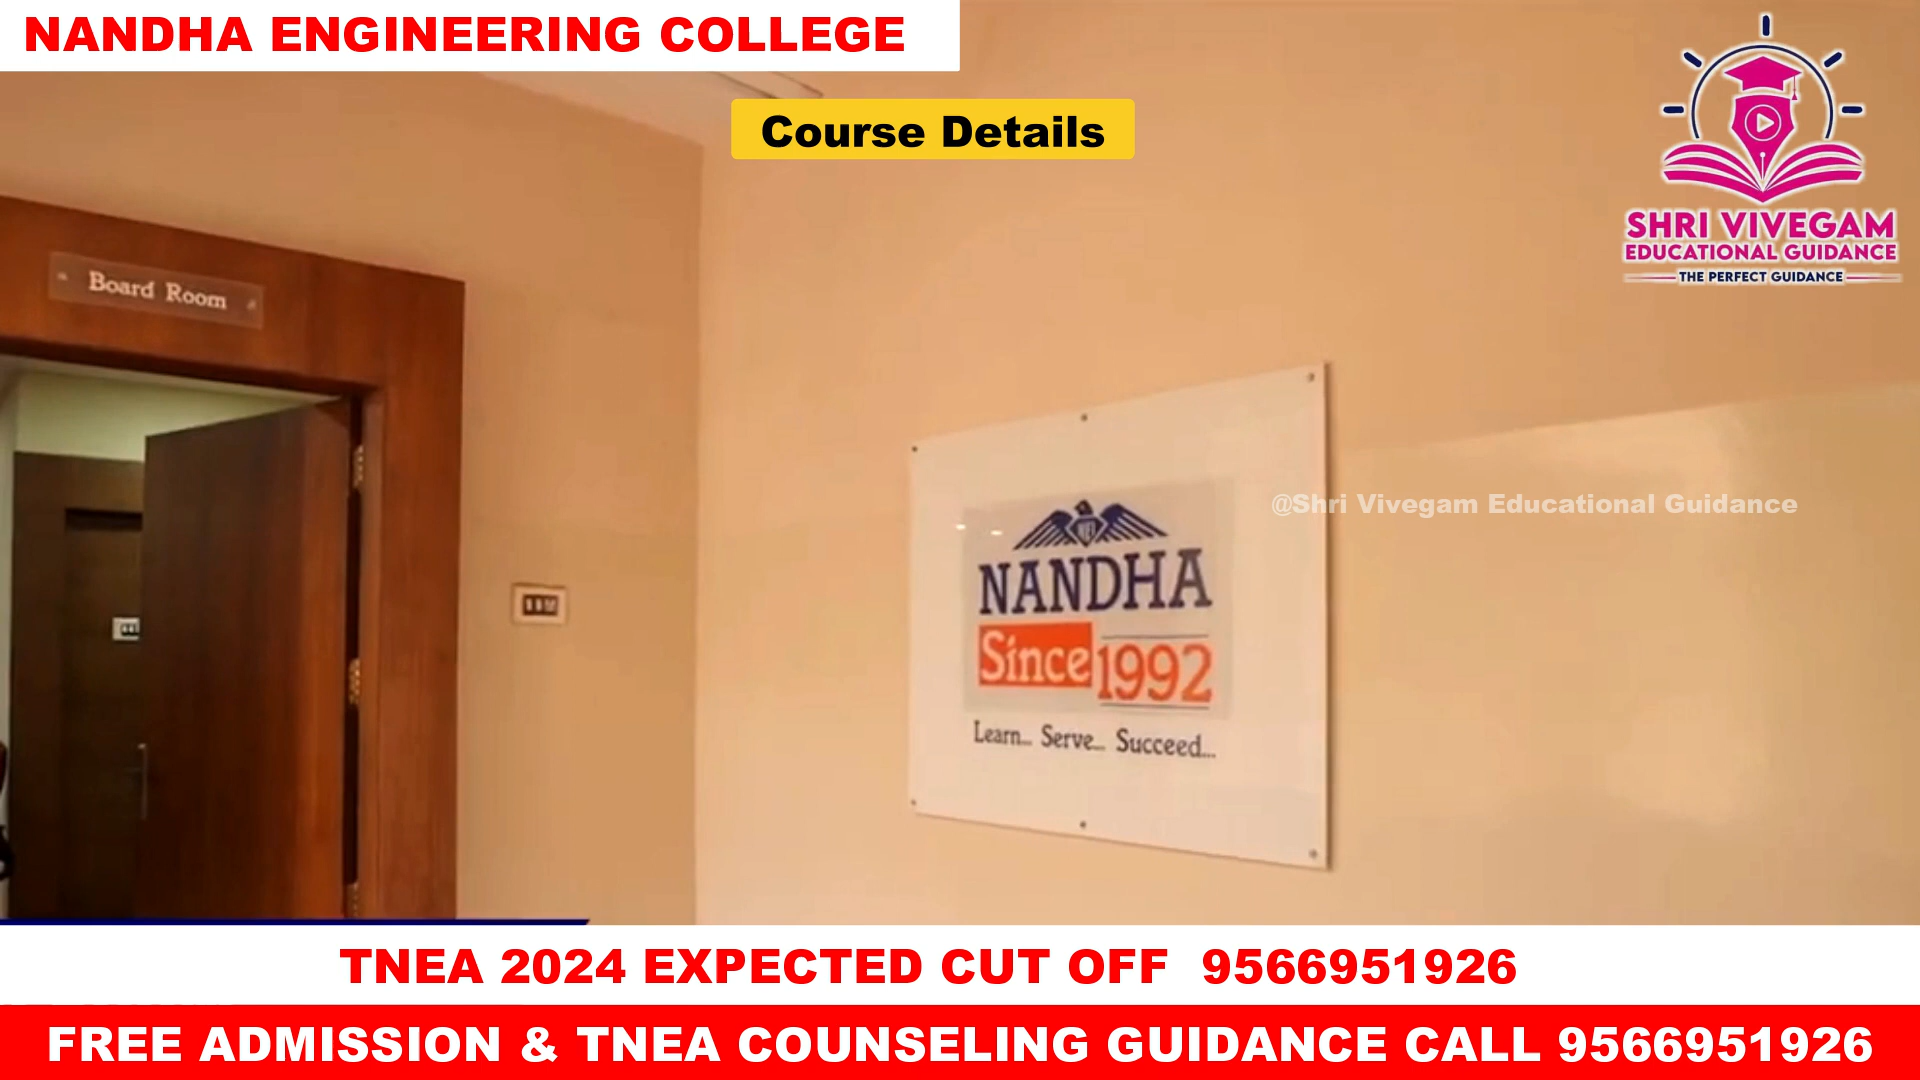 NANDHA ENGINEERING COLLEGE
Course Details
SHRI VIVEGAM
EDUCATIONAL GUIDANCE
THE PERFECT GUIDANCE
Board Room
@Shri Vivegam Educational Guidance
NANDHA
Since 1992
Learn... Serve... Succeed...
TNEA 2024 EXPECTED CUT OFF 9566951926
FREE ADMISSION & TNEA COUNSELING GUIDANCE CALL 9566951926